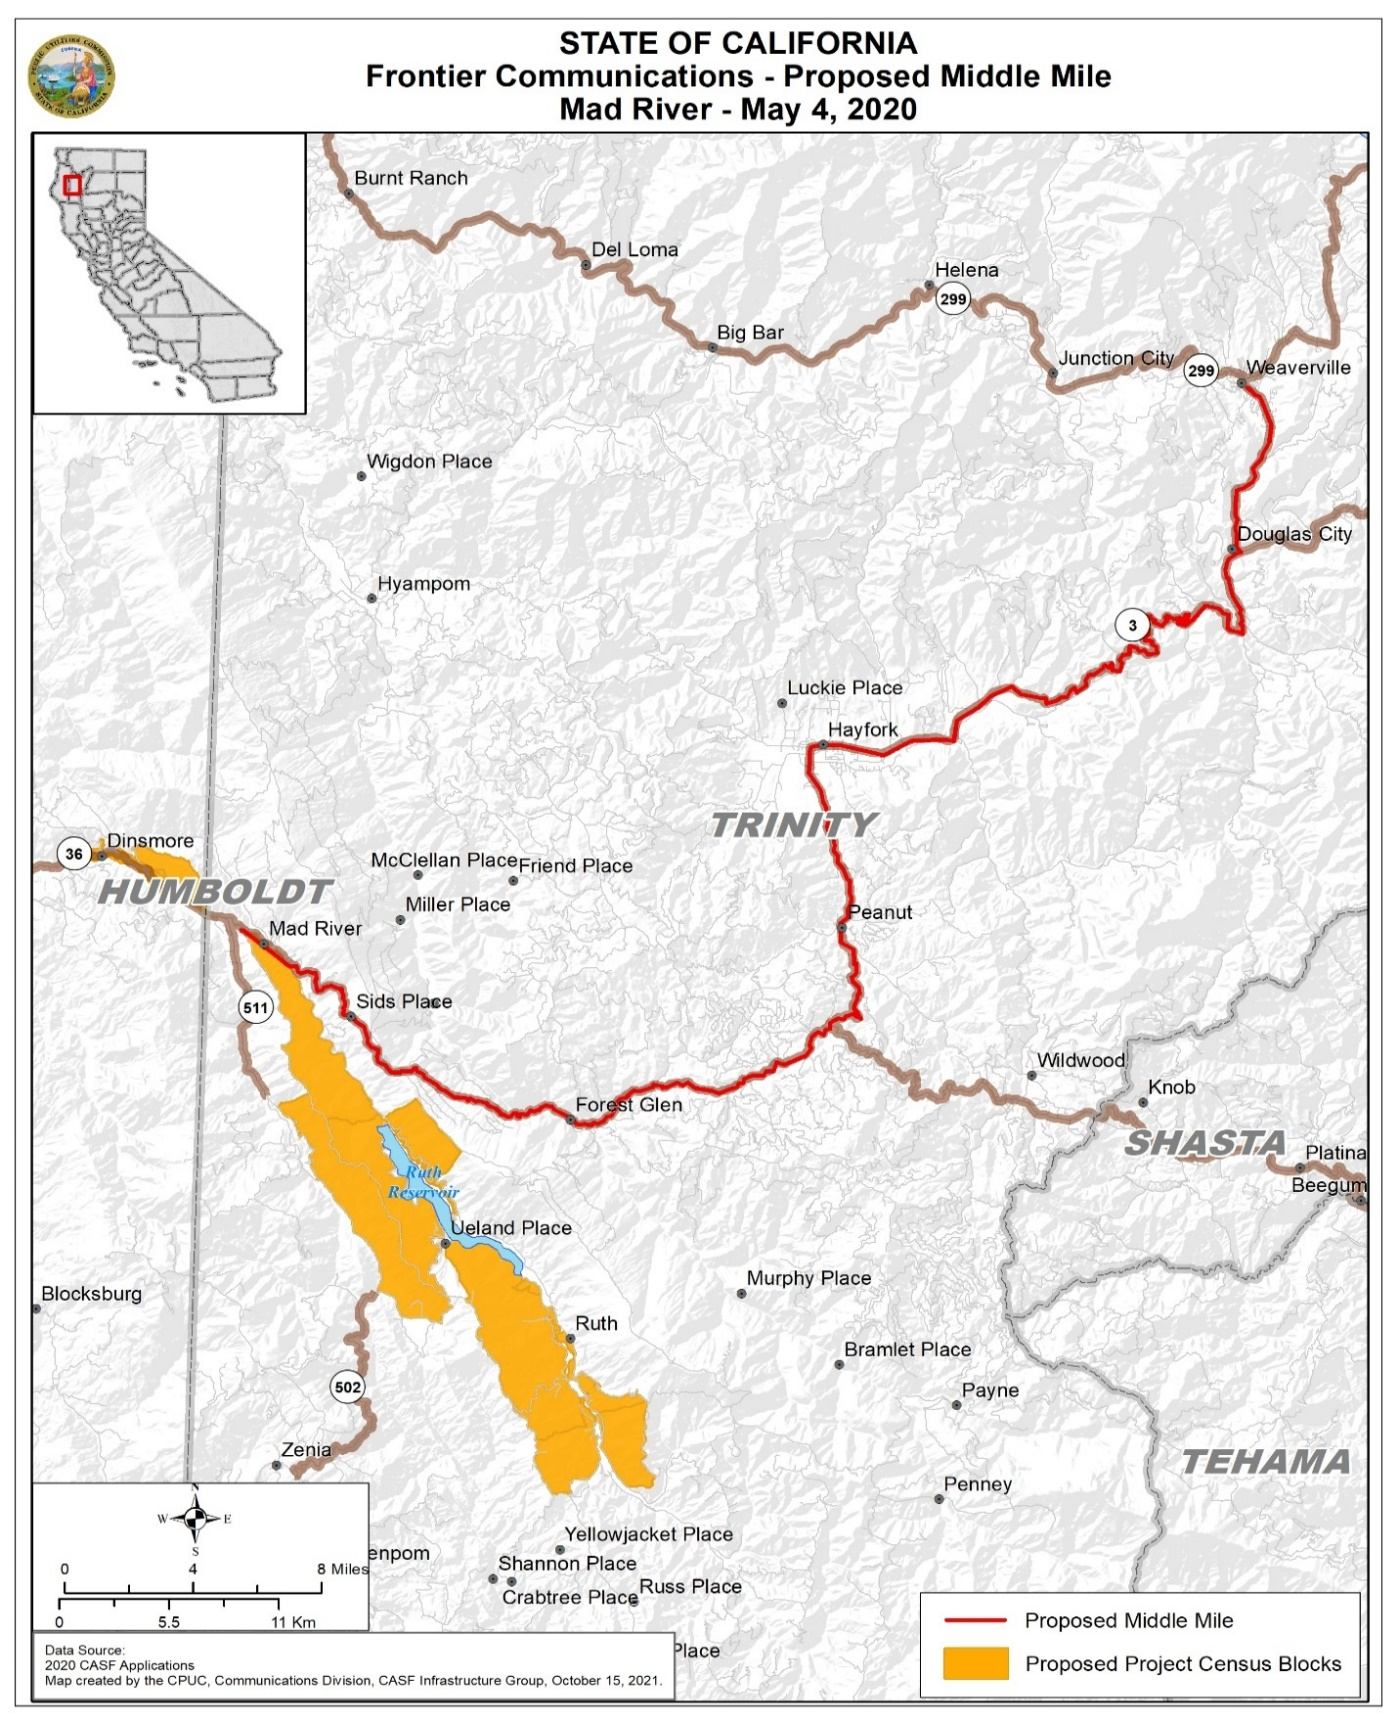 STATE OF CALIFORNIA
Frontier Communications - Proposed Middle Mile
Mad River - May 4, 2020
Burnt Ranch
Del Loma
Helena
299
Big Bar
Junction City
299
Weaverville
Wigdon Place
Douglas City
Hyampom
3
Luckie Place
Hayfork
TRINITY
36
Dinsmore
McClellan Place
Friend Place
HUMBOLDT
Miller Place
Peanut
Mad River
511
Sids Place
Wildwood
Knob
Forest Glen
SHASTA
Platina
Ruth
Reservoir
Beegum
Ueland Place
Murphy Place
Blocksburg
Ruth
Bramlet Place
502
Payne
Zenia
TEHAMA
Penney
N
W E
S
Yellowjacket Place
enpom
Shannon Place
0 4 8 Miles
Russ Place
Crabtree Place
0 5.5 11 Km
Proposed Middle Mile
Place
Proposed Project Census Blocks
Data Source:
2020 CASF Applications
Map created by the CPUC, Communications Division, CASF Infrastructure Group, October 15, 2021.